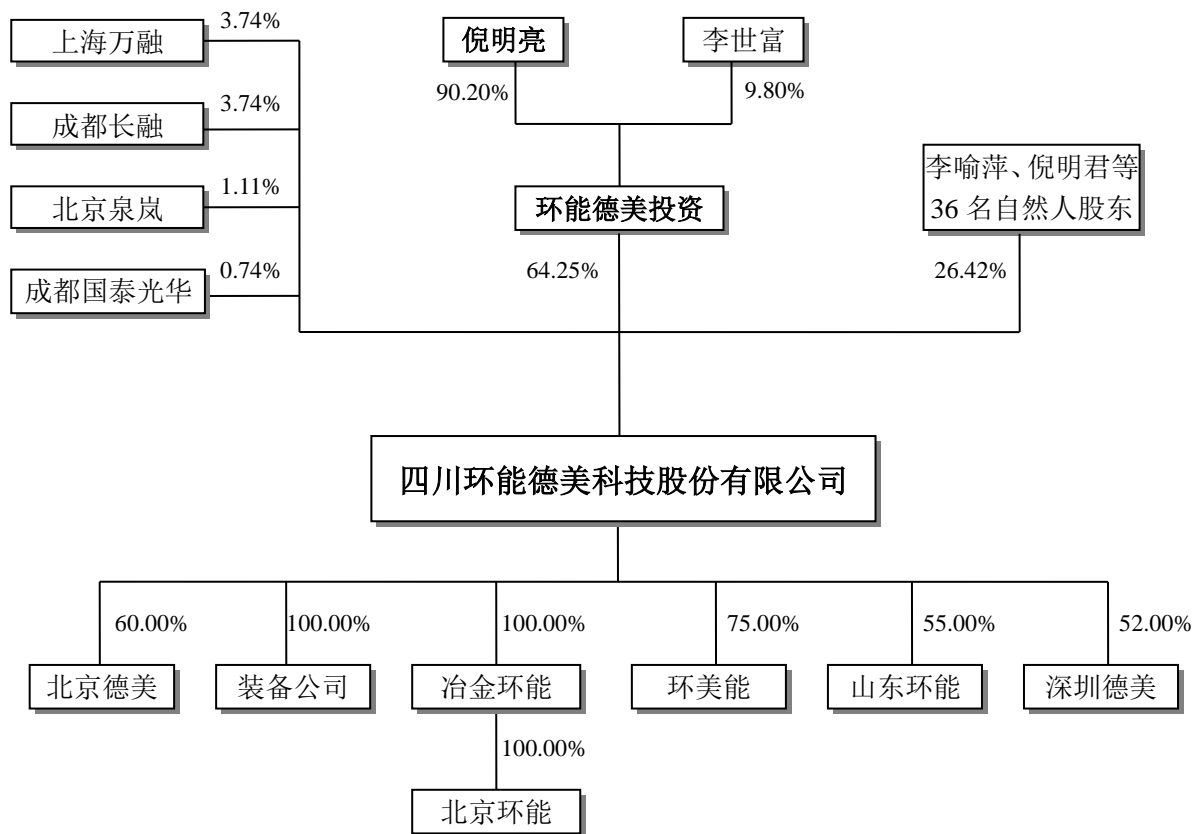 上海万融
3.74%
倪明亮
李世富
90.20%
9.80%
成都长融
3.74%
北京泉岚
1.11%
环能德美投资
李喻萍、倪明君等
36 名自然人股东
成都国泰光华
0.74%
64.25%
26.42%
四川环能德美科技股份有限公司
60.00%
100.00%
100.00%
75.00%
55.00%
52.00%
北京德美
装备公司
冶金环能
环美能
山东环能
深圳德美
100.00%
北京环能